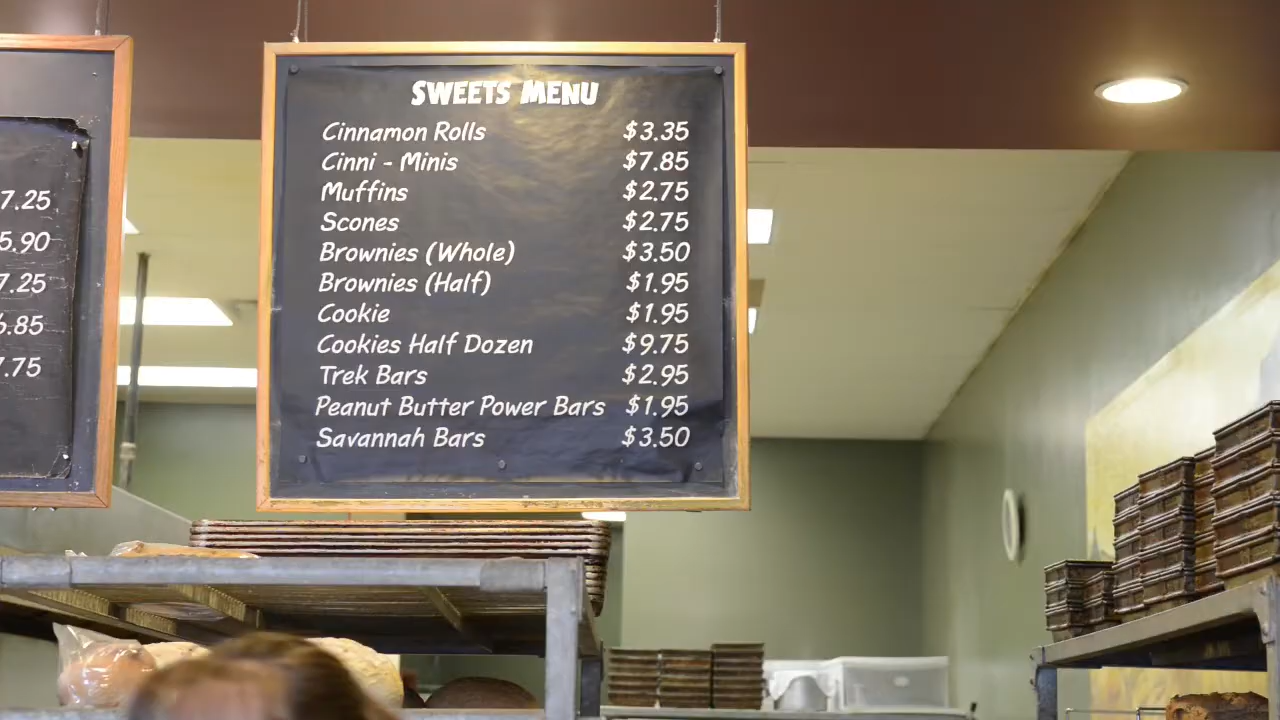 7.25
5.90
7.25
6.85
7.75
SWEETS MENU
Cinnamon Rolls $3.35
Cinni - Minis $7.85
Muffins $2.75
Scones $2.75
Brownies (Whole) $3.50
Brownies (Half) $1.95
Cookie $1.95
Cookies Half Dozen $9.75
Trek Bars $2.95
Peanut Butter Power Bars $1.95
Savannah Bars $3.50